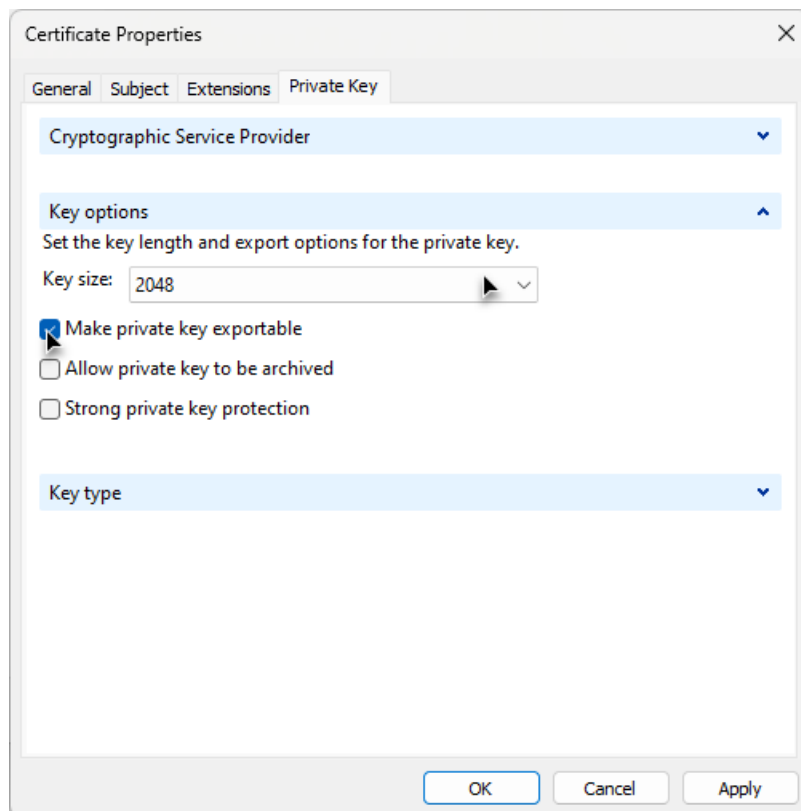 Certificate Properties
General Subject Extensions Private Key
Cryptographic Service Provider
Key options
Set the key length and export options for the private key.
Key size: 2048
Make private key exportable
Allow private key to be archived
Strong private key protection
Key type
OK Cancel Apply